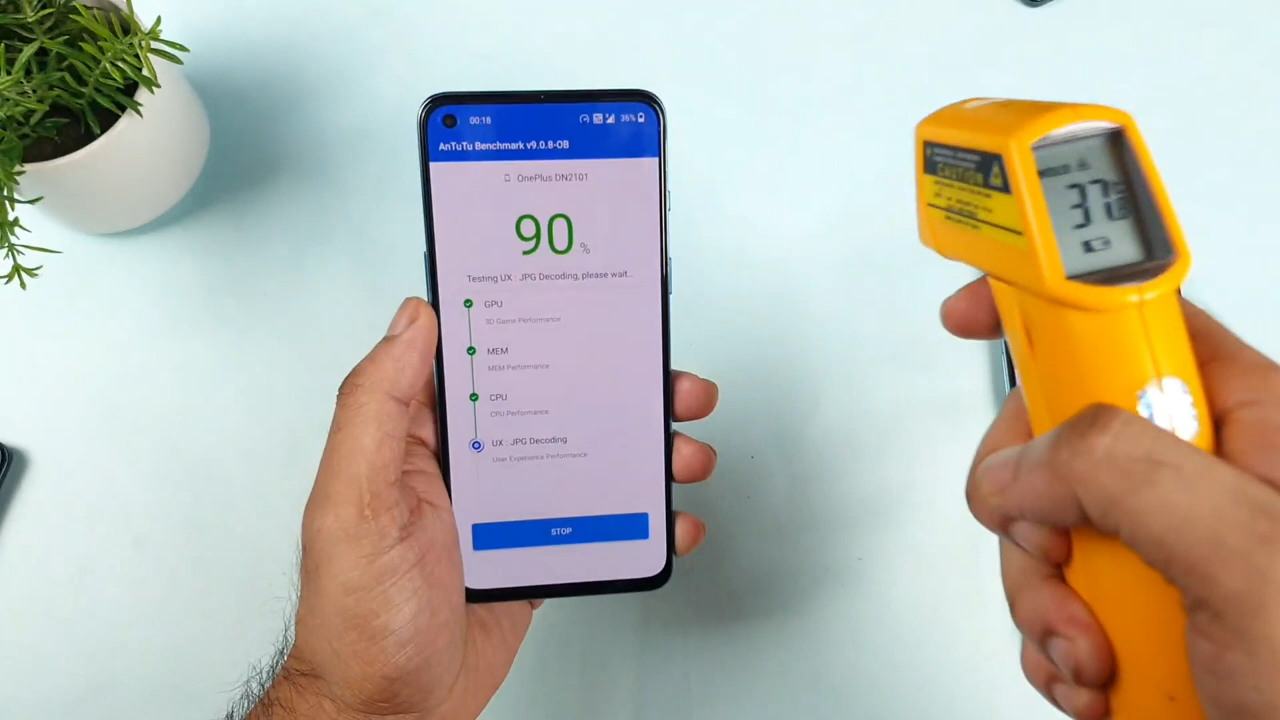 00:18
36%
AnTuTu Benchmark v9.0.8-OB
OnePlus DN2101
90%
Testing UX : JPG Decoding, please wait...
GPU
3D Game Performance
MEM
MEM Performance
CPU
CPU Performance
UX : JPG Decoding
User Experience Performance
STOP
CAUTION
37